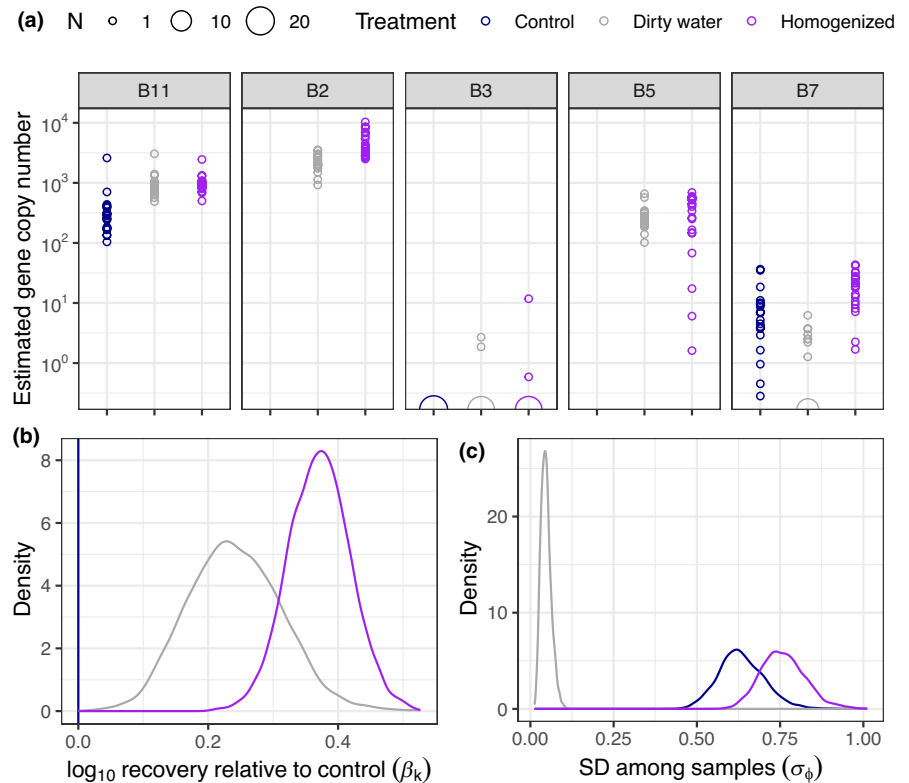 (a) N 1 10 20 Treatment Control Dirty water Homogenized
B11 B2 B3 B5 B7
Estimated gene copy number
10⁴
10³
10²
10¹
10⁰
(b)
Density
8
6
4
2
0
0.0 0.2 0.4
log₁₀ recovery relative to control (βₖ)
(c)
Density
20
10
0
0.00 0.25 0.50 0.75 1.00
SD among samples (σ_ϕ)